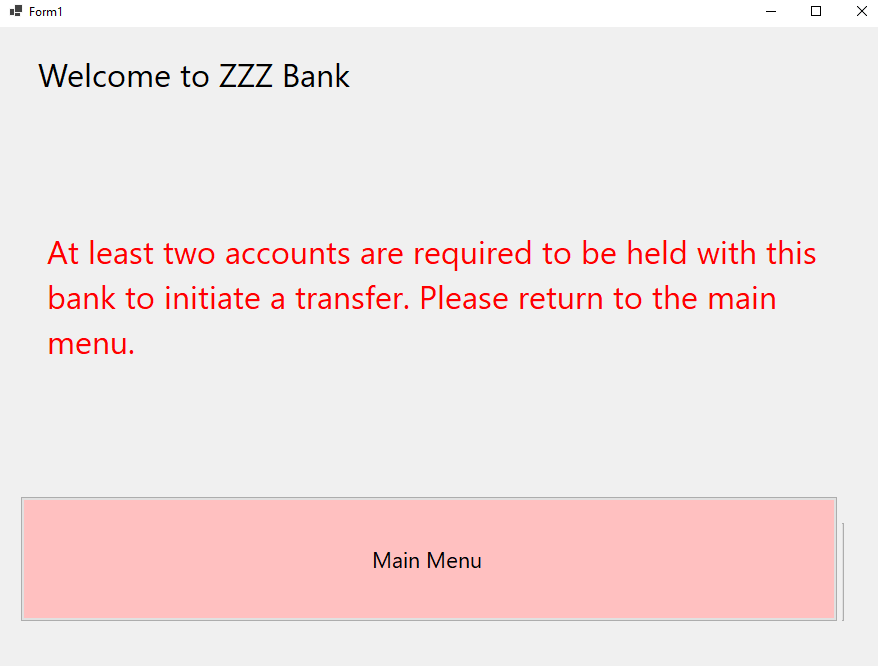 Form1
Welcome to ZZZ Bank
At least two accounts are required to be held with this
bank to initiate a transfer. Please return to the main
menu.
Main Menu